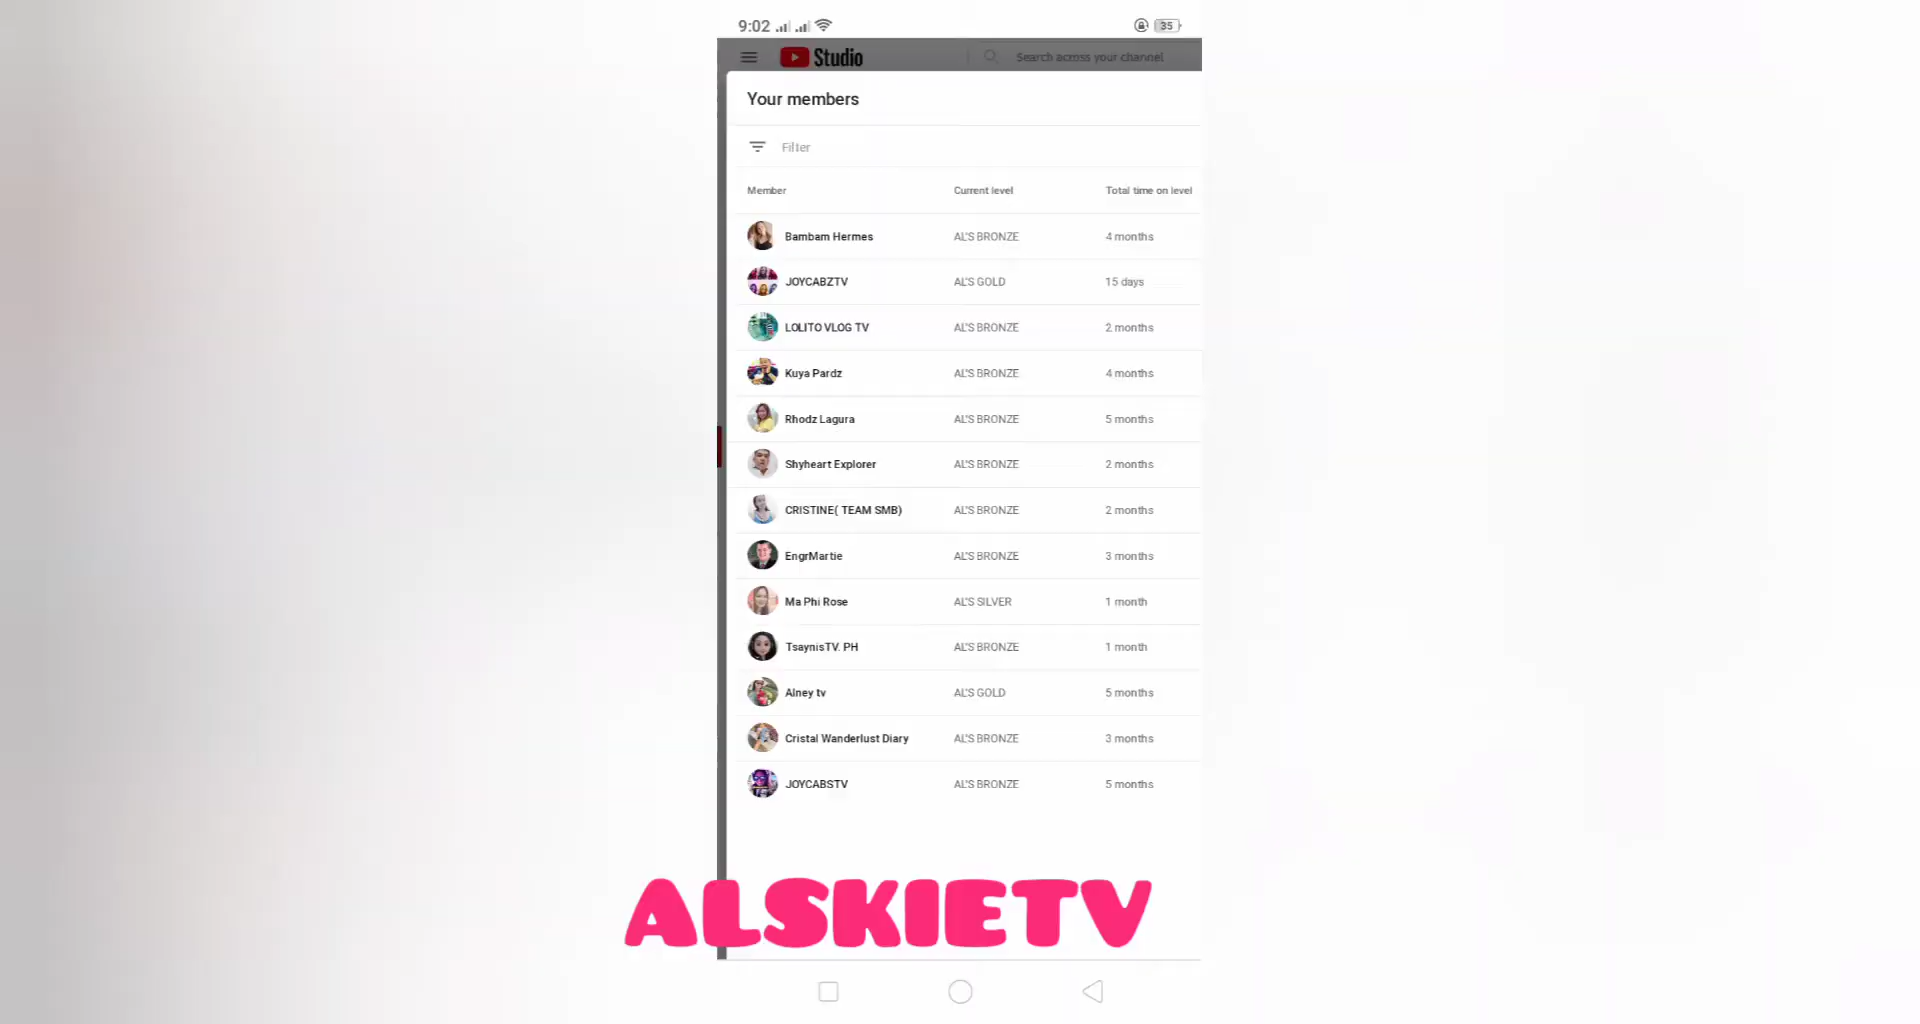 9:02 35
Studio Search across your channel
Your members
Filter
Member Current level Total time on level
Bambam Hermes AL'S BRONZE 4 months
JOYCABZTV AL'S GOLD 15 days
LOLITO VLOG TV AL'S BRONZE 2 months
Kuya Pardz AL'S BRONZE 4 months
Rhodz Lagura AL'S BRONZE 5 months
Shyheart Explorer AL'S BRONZE 2 months
CRISTINE( TEAM SMB) AL'S BRONZE 2 months
EngrMartie AL'S BRONZE 3 months
Ma Phi Rose AL'S SILVER 1 month
TsaynisTV. PH AL'S BRONZE 1 month
Alney tv AL'S GOLD 5 months
Cristal Wanderlust Diary AL'S BRONZE 3 months
JOYCABSTV AL'S BRONZE 5 months
ALSKIETV